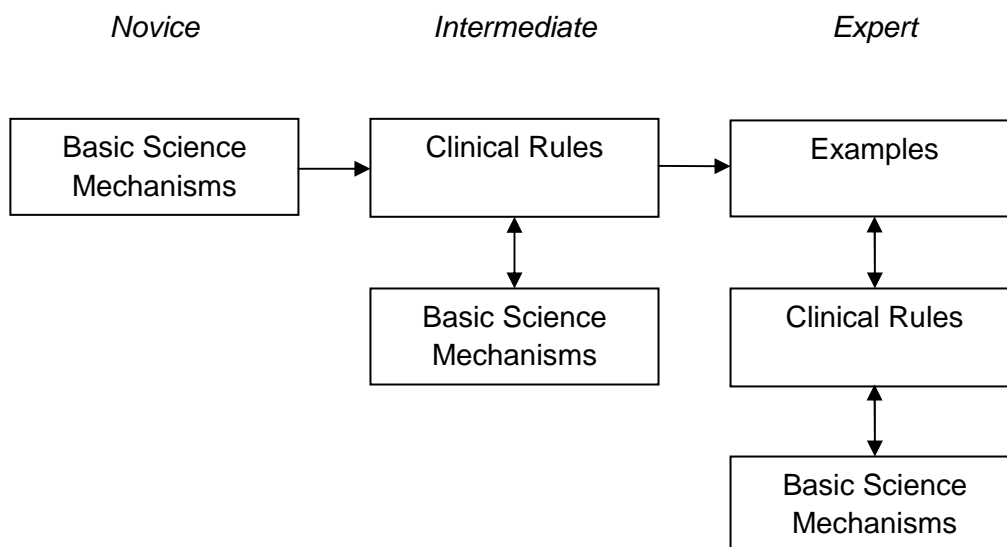 Novice
Intermediate
Expert
Basic Science
Mechanisms
Clinical Rules
Examples
Basic Science
Mechanisms
Clinical Rules
Basic Science
Mechanisms